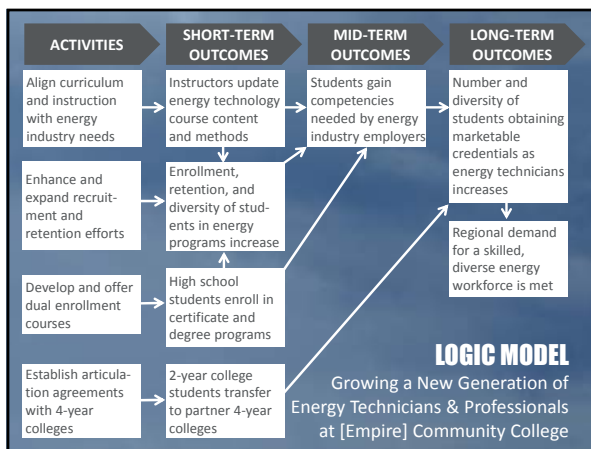 ACTIVITIES
SHORT-TERM
OUTCOMES
MID-TERM
OUTCOMES
LONG-TERM
OUTCOMES
Align curriculum
and instruction
with energy
industry needs
Instructors update
energy technology
course content
and methods
Students gain
competencies
needed by energy
industry employers
Number and
diversity of
students obtaining
marketable
credentials as
energy technicians
increases
Enhance and
expand recruit-
ment and
retention efforts
Enrollment,
retention, and
diversity of stud-
ents in energy
programs increase
Regional demand
for a skilled,
diverse energy
workforce is met
Develop and offer
dual enrollment
courses
High school
students enroll in
certificate and
degree programs
Establish articula-
tion agreements
with 4-year
colleges
2-year college
students transfer
to partner 4-year
colleges
LOGIC MODEL
Growing a New Generation of
Energy Technicians & Professionals
at [Empire] Community College